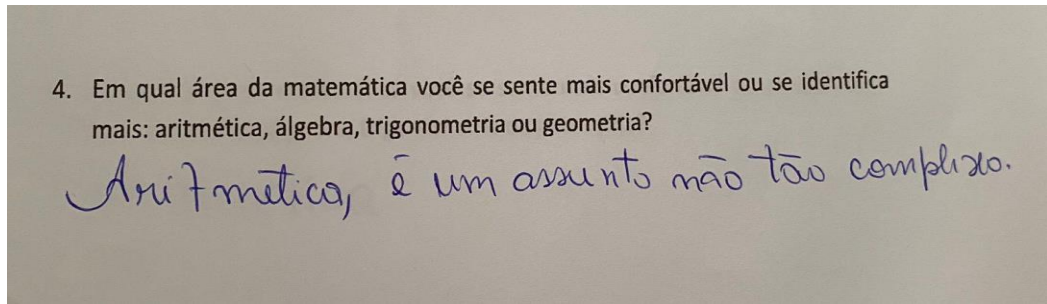 4. Em qual área da matemática você se sente mais confortável ou se identifica
mais: aritmética, álgebra, trigonometria ou geometria?
Aritmética, é um assunto não tão complixo.